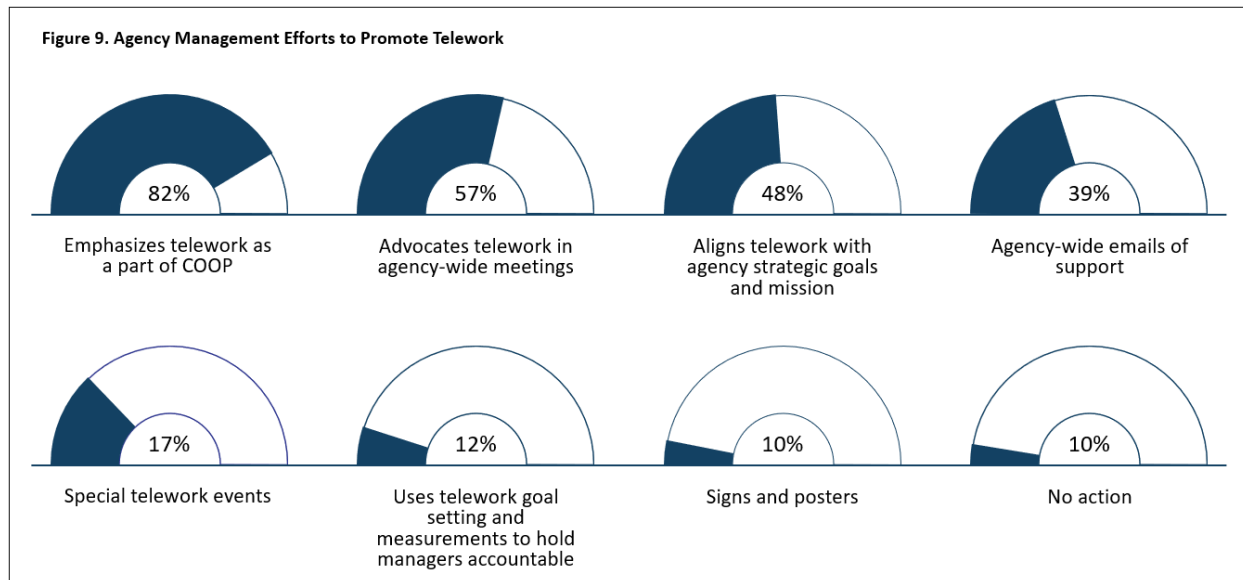 Figure 9. Agency Management Efforts to Promote Telework
82%
57%
48%
39%
Emphasizes telework as
a part of COOP
Advocates telework in
agency-wide meetings
Aligns telework with
agency strategic goals
and mission
Agency-wide emails of
support
17%
12%
10%
10%
Special telework events
Uses telework goal
setting and
measurements to hold
managers accountable
Signs and posters
No action